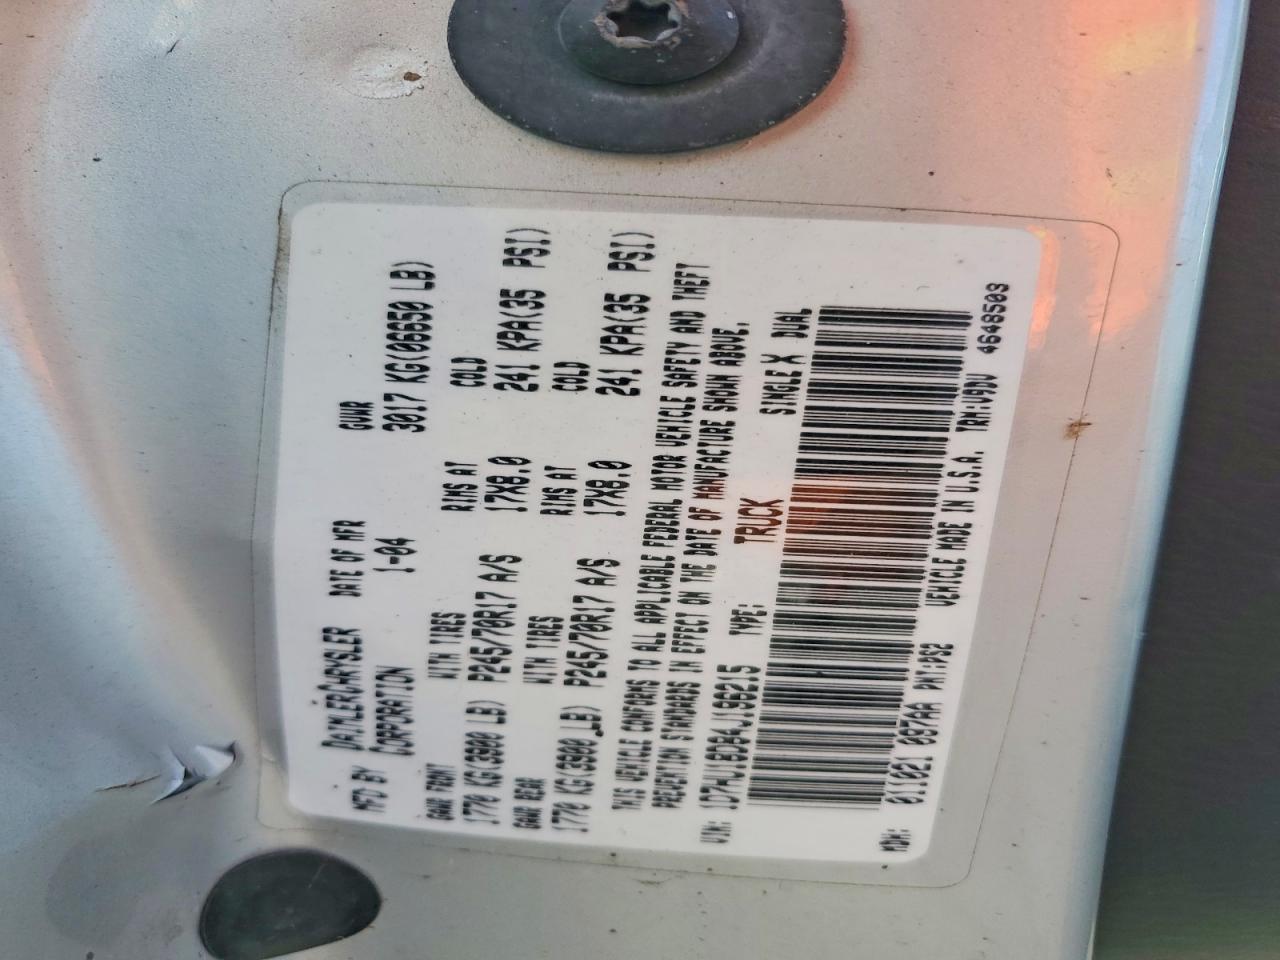 MFD BY DAIMLERCHRYSLER CORPORATION DATE OF MFR 1-04 GVWR 3017 KG(06650 LB)
GAWR FRONT WITH TIRES RIMS AT COLD
1770 KG(3900 LB) P245/70R17 A/S 17X8.0 241 KPA(35 PSI)
GAWR REAR WITH TIRES RIMS AT COLD
1770 KG(3900 LB) P245/70R17 A/S 17X8.0 241 KPA(35 PSI)
THIS VEHICLE CONFORMS TO ALL APPLICABLE FEDERAL MOTOR VEHICLE SAFETY AND THEFT
PREVENTION STANDARDS IN EFFECT ON THE DATE OF MANUFACTURE SHOWN ABOVE.
VIN: TYPE: TRUCK SINGLE X DUAL
MDH: 011021 097AA PNT:PS2 VEHICLE MADE IN U.S.A. TRM:V9DV 4648503